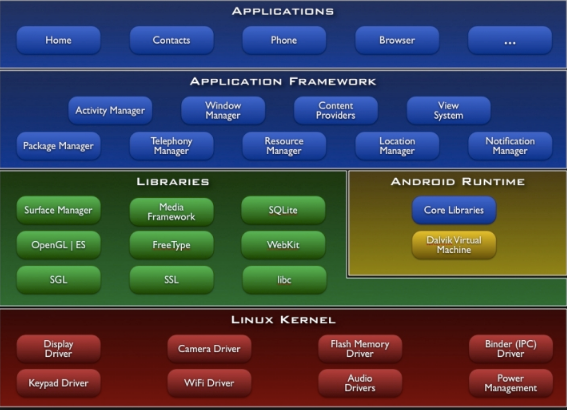 APPLICATIONS
Home
Contacts
Phone
Browser
...
APPLICATION FRAMEWORK
Activity Manager
Window
Manager
Content
Providers
View
System
Package Manager
Telephony
Manager
Resource
Manager
Location
Manager
Notification
Manager
LIBRARIES
Surface Manager
Media
Framework
SQLite
OpenGL | ES
FreeType
WebKit
SGL
SSL
libc
ANDROID RUNTIME
Core Libraries
Dalvik Virtual
Machine
LINUX KERNEL
Display
Driver
Camera Driver
Flash Memory
Driver
Binder (IPC)
Driver
Keypad Driver
WiFi Driver
Audio
Drivers
Power
Management